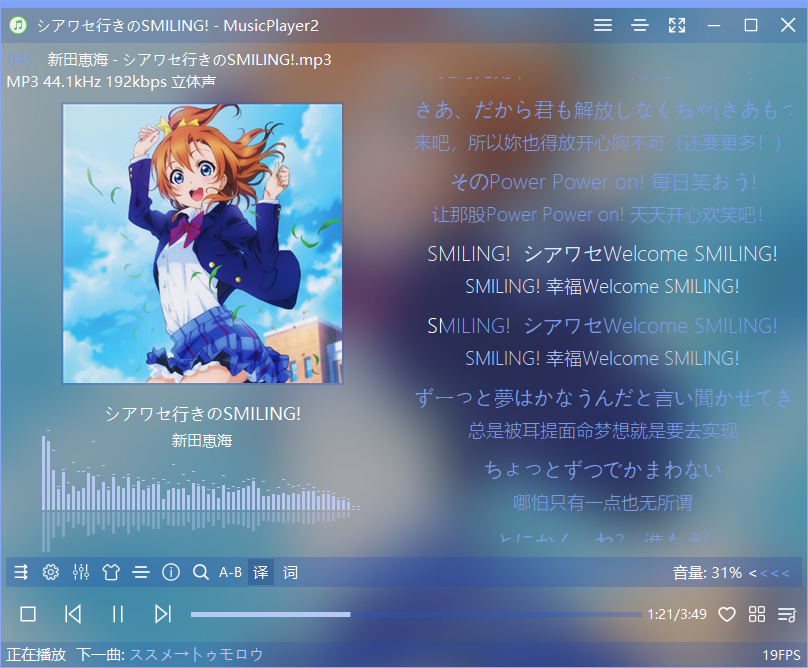 シアワセ行きのSMILING! - MusicPlayer2
新田恵海 - シアワセ行きのSMILING!.mp3
MP3 44.1kHz 192kbps 立体声
さあ、だから君も解放しなくちゃ(さあもっ
来吧，所以妳也得放开心胸不可（还要更多！）
そのPower Power on! 毎日笑おう!
让那股Power Power on! 天天开心欢笑吧!
SMILING! シアワセWelcome SMILING!
SMILING! 幸福Welcome SMILING!
SMILING! シアワセWelcome SMILING!
SMILING! 幸福Welcome SMILING!
ずーっと夢はかなうんだと言い聞かせてき
总是被耳提面命梦想就是要去实现
ちょっとずつでかまわない
哪怕只有一点也无所谓
シアワセ行きのSMILING!
新田恵海
A-B 译 词
音量: 31% <<<<
1:21/3:49
正在播放 下一曲: ススメ→トゥモロウ
19FPS